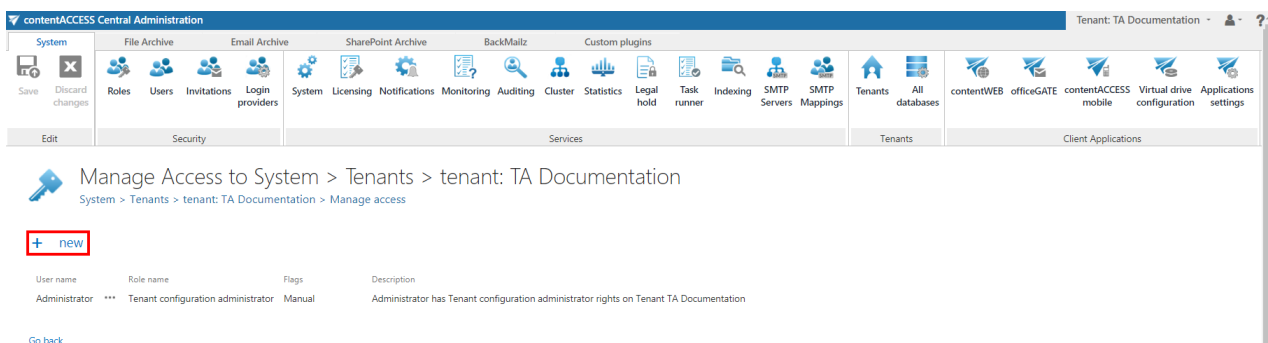 contentACCESS Central Administration
Tenant: TA Documentation
?
System File Archive Email Archive SharePoint Archive BackMailz Custom plugins
Save Discard changes Roles Users Invitations Login providers System Licensing Notifications Monitoring Auditing Cluster Statistics Legal hold Task runner Indexing SMTP Servers SMTP Mappings Tenants All databases contentWEB officeGATE contentACCESS mobile Virtual drive configuration Applications settings
Edit Security Services Tenants Client Applications
Manage Access to System > Tenants > tenant: TA Documentation
System > Tenants > tenant: TA Documentation > Manage access
+ new
User name Role name Flags Description
Administrator ••• Tenant configuration administrator Manual Administrator has Tenant configuration administrator rights on Tenant TA Documentation
Go back